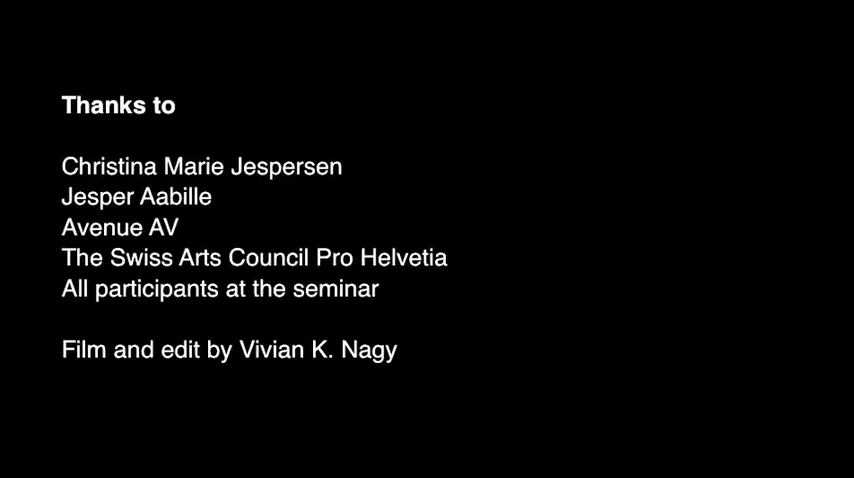 Thanks to
Christina Marie Jespersen
Jesper Aabille
Avenue AV
The Swiss Arts Council Pro Helvetia
All participants at the seminar
Film and edit by Vivian K. Nagy